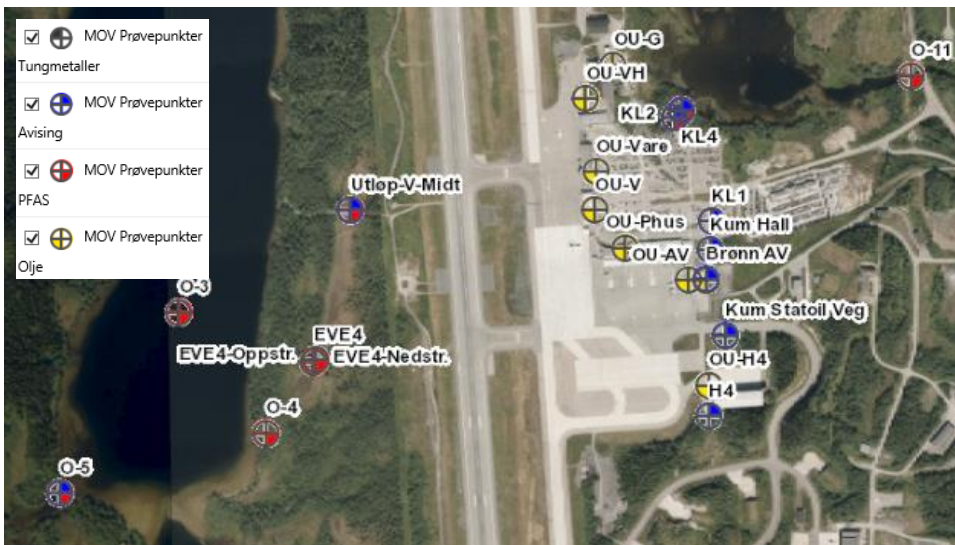 MOV Prøvepunkter
Tungmetaller
MOV Prøvepunkter
Avising
MOV Prøvepunkter
PFAS
MOV Prøvepunkter
Olje
OU-G
O-11
OU-VH
KL2
KL4
OU-Vare
Utløp-V-Midt
OU-V
KL1
OU-Phus
Kum Hall
OU-AV
Brønn AV
O-3
Kum Statoil Veg
EVE4
EVE4-Oppstr.
EVE4-Nedstr.
OU-H4
H4
O-4
O-5